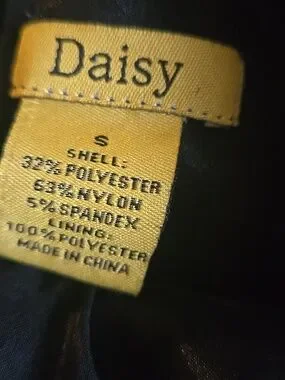 Daisy
S
SHELL:
32% POLYESTER
63% NYLON
5% SPANDEX
LINING:
100% POLYESTER
MADE IN CHINA